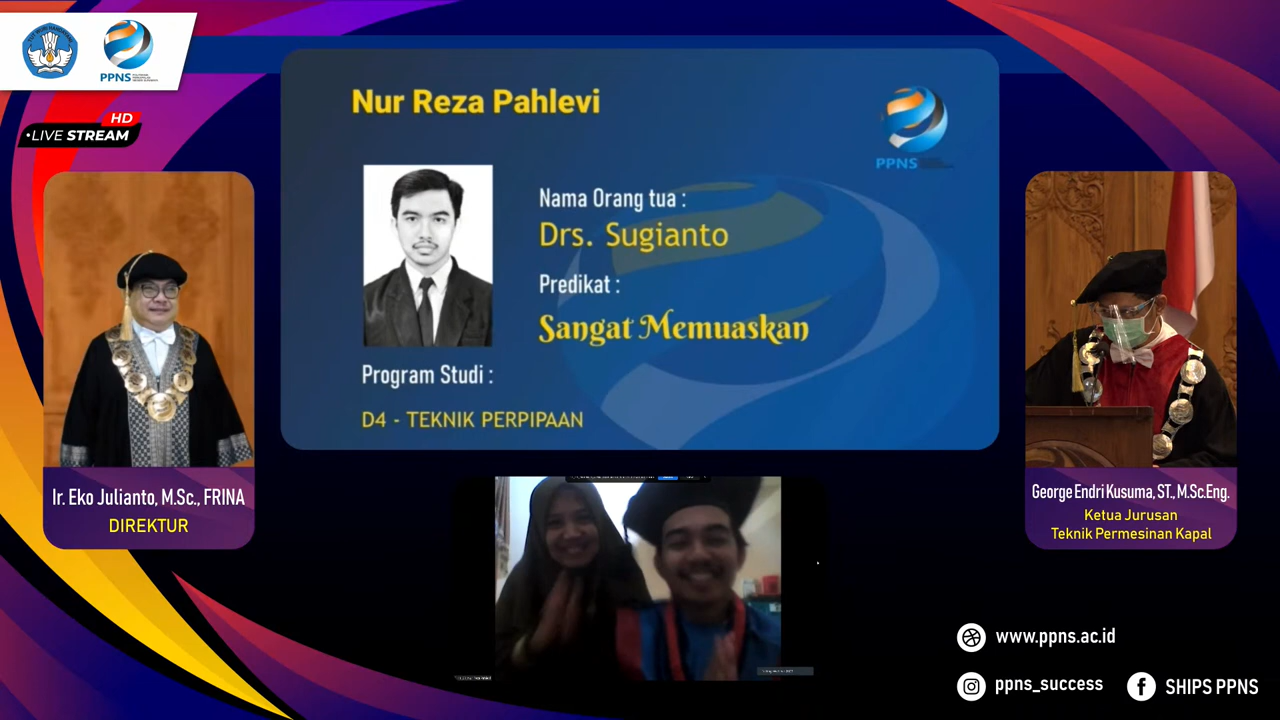 PPNS
HD
•LIVE STREAM
Nur Reza Pahlevi
PPNS
Nama Orang tua :
Drs. Sugianto
Predikat :
Sangat Memuaskan
Program Studi :
D4 - TEKNIK PERPIPAAN
Ir. Eko Julianto, M.Sc., FRINA
DIREKTUR
George Endri Kusuma, ST., M.Sc.Eng.
Ketua Jurusan
Teknik Permesinan Kapal
www.ppns.ac.id
ppns_success
SHIPS PPNS